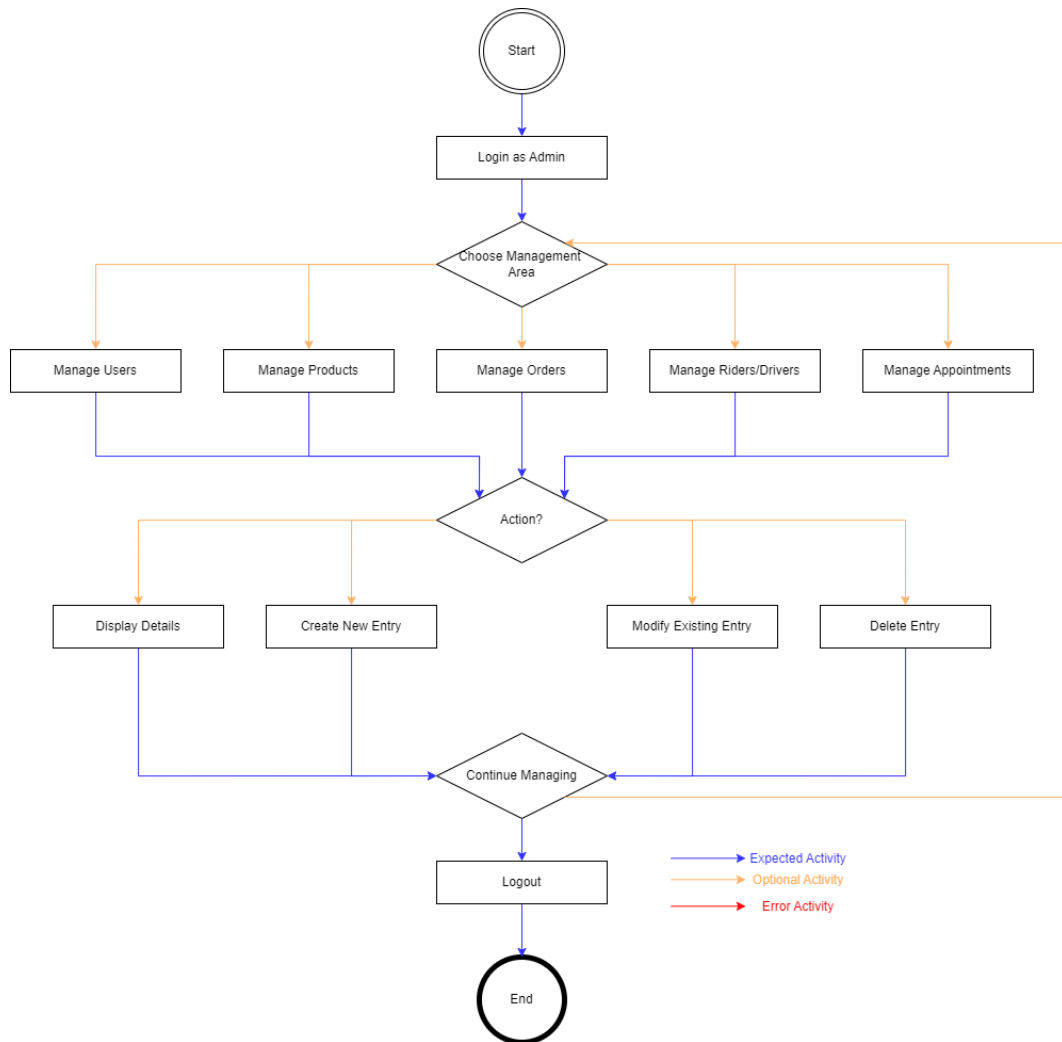 Start
Login as Admin
Choose Management
Area
Manage Users
Manage Products
Manage Orders
Manage Riders/Drivers
Manage Appointments
Action?
Display Details
Create New Entry
Modify Existing Entry
Delete Entry
Continue Managing
Expected Activity
Optional Activity
Logout
Error Activity
End